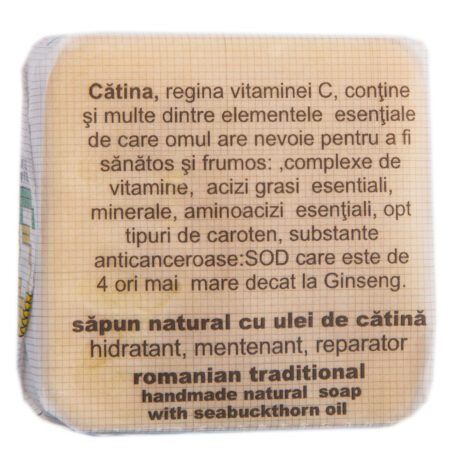 Cătina, regina vitaminei C, conţine
şi multe dintre elementele esenţiale
de care omul are nevoie pentru a fi
sănătos şi frumos: ,complexe de
vitamine, acizi grasi esentiali,
minerale, aminoacizi esenţiali, opt
tipuri de caroten, substante
anticanceroase:SOD care este de
4 ori mai mare decat la Ginseng.
săpun natural cu ulei de cătină
hidratant, mentenant, reparator
romanian traditional
handmade natural soap
with seabuckthorn oil